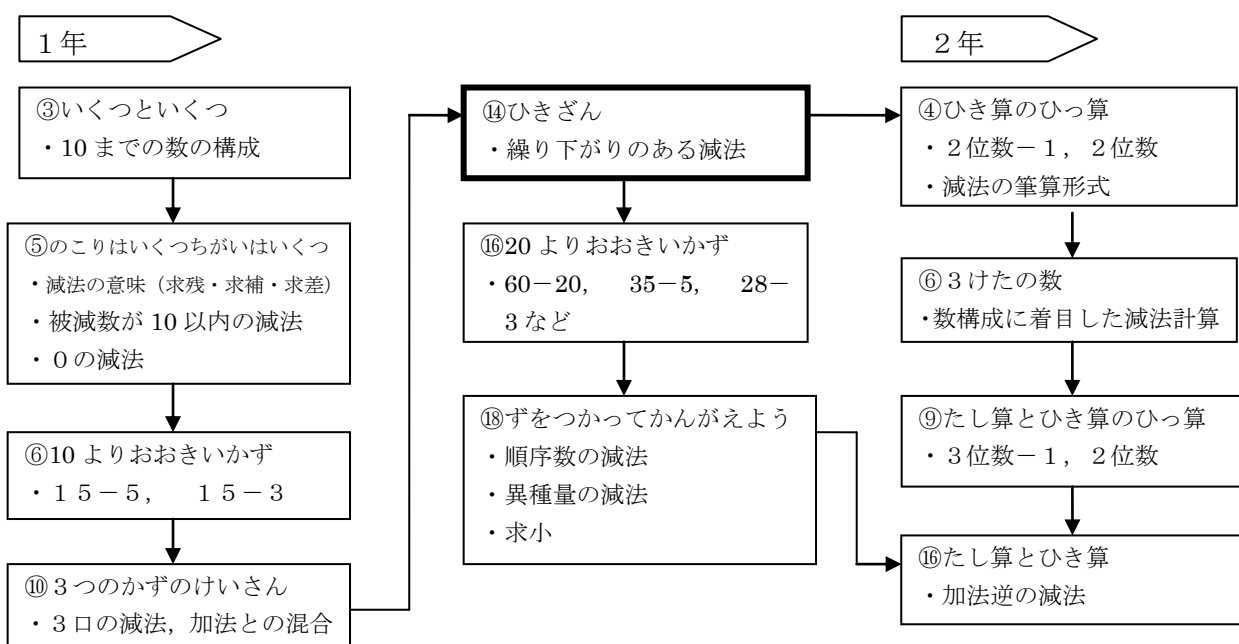 1年
③いくつといくつ
・10までの数の構成
⑤のこりはいくつちがいはいくつ
・減法の意味(求残・求補・求差)
・被減数が10以内の減法
・0の減法
⑥10よりおおきいかず
・15-5, 15-3
⑩3つのかずのけいさん
・3口の減法,加法との混合
⑭ひきざん
・繰り下がりのある減法
⑯20よりおおきいかず
・60-20, 35-5, 28-
3など
⑱ずをつかってかんがえよう
・順序数の減法
・異種量の減法
・求小
2年
④ひき算のひっ算
・2位数-1,2位数
・減法の筆算形式
⑥3けたの数
・数構成に着目した減法計算
⑨たし算とひき算のひっ算
・3位数-1,2位数
⑯たし算とひき算
・加法逆の減法